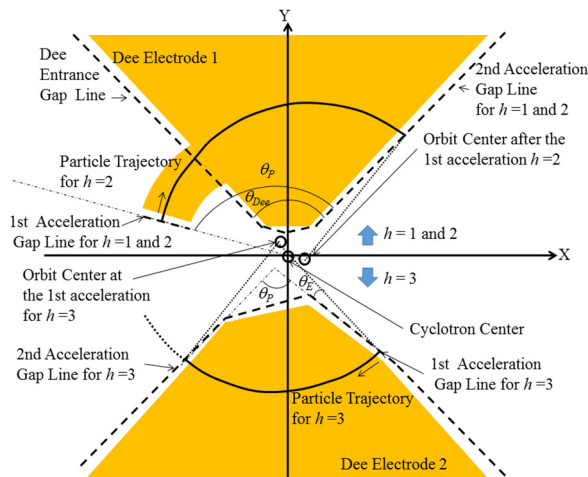 Y
Dee
Entrance
Gap Line
Dee Electrode 1
2nd Acceleration
Gap Line
for h=1 and 2
Orbit Center after the
1st acceleration h=2
Particle Trajectory
for h=2
θP
θDee
1st Acceleration
Gap Line for h=1 and 2
h = 1 and 2
X
Orbit Center at
the 1st acceleration
for h=3
h = 3
θP
θE
Cyclotron Center
2nd Acceleration
Gap Line for h=3
1st Acceleration
Gap Line for h=3
Particle Trajectory
for h=3
Dee Electrode 2